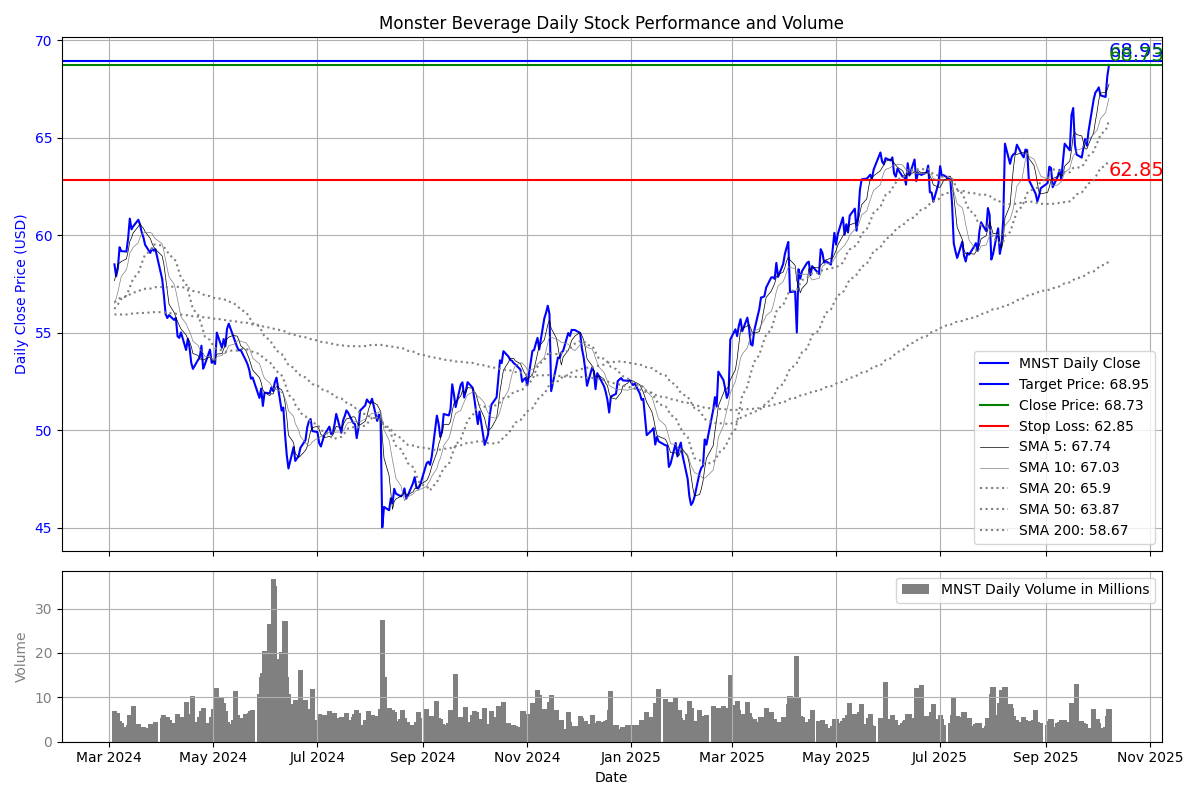 Monster Beverage Daily Stock Performance and Volume
Daily Close Price (USD)
70
65
60
55
50
45
68.95
68.73
62.85
MNST Daily Close
Target Price: 68.95
Close Price: 68.73
Stop Loss: 62.85
SMA 5: 67.74
SMA 10: 67.03
SMA 20: 65.9
SMA 50: 63.87
SMA 200: 58.67
Volume
30
20
10
0
MNST Daily Volume in Millions
Mar 2024 May 2024 Jul 2024 Sep 2024 Nov 2024 Jan 2025 Mar 2025 May 2025 Jul 2025 Sep 2025 Nov 2025
Date